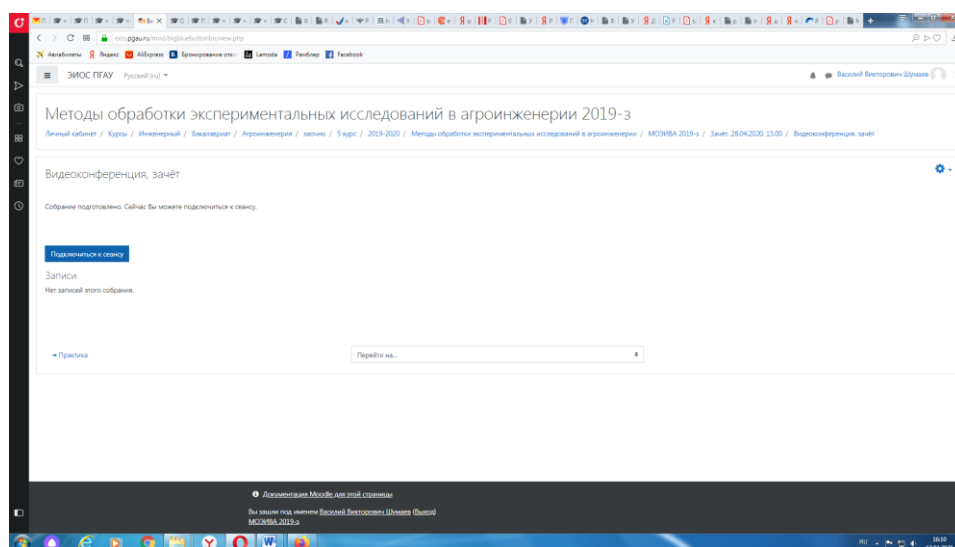 eios.pgau.ru/mod/bigbluebuttonbn/view.php
Авиабилеты Яндекс AliExpress Бронирование отел Lamoda Рамблер Facebook
ЭИОС ПГАУ Русский (ru)
Василий Викторович Шумаев
Методы обработки экспериментальных исследований в агроинженерии 2019-з
Личный кабинет / Курсы / Инженерный / Бакалавриат / Агроинженерия / заочно / 5 курс / 2019-2020 / Методы обработки экспериментальных исследований в агроинженерии / МОЭИВА 2019-з / Зачёт. 28.04.2020, 13.00 / Видеоконференция, зачёт
Видеоконференция, зачёт
Собрание подготовлено. Сейчас Вы можете подключиться к сеансу.
Подключиться к сеансу
Записи
Нет записей этого собрания.
Практика
Перейти на...
Документация Moodle для этой страницы
Вы зашли под именем Василий Викторович Шумаев (Выход)
МОЭИВА 2019-з
RU
16:10